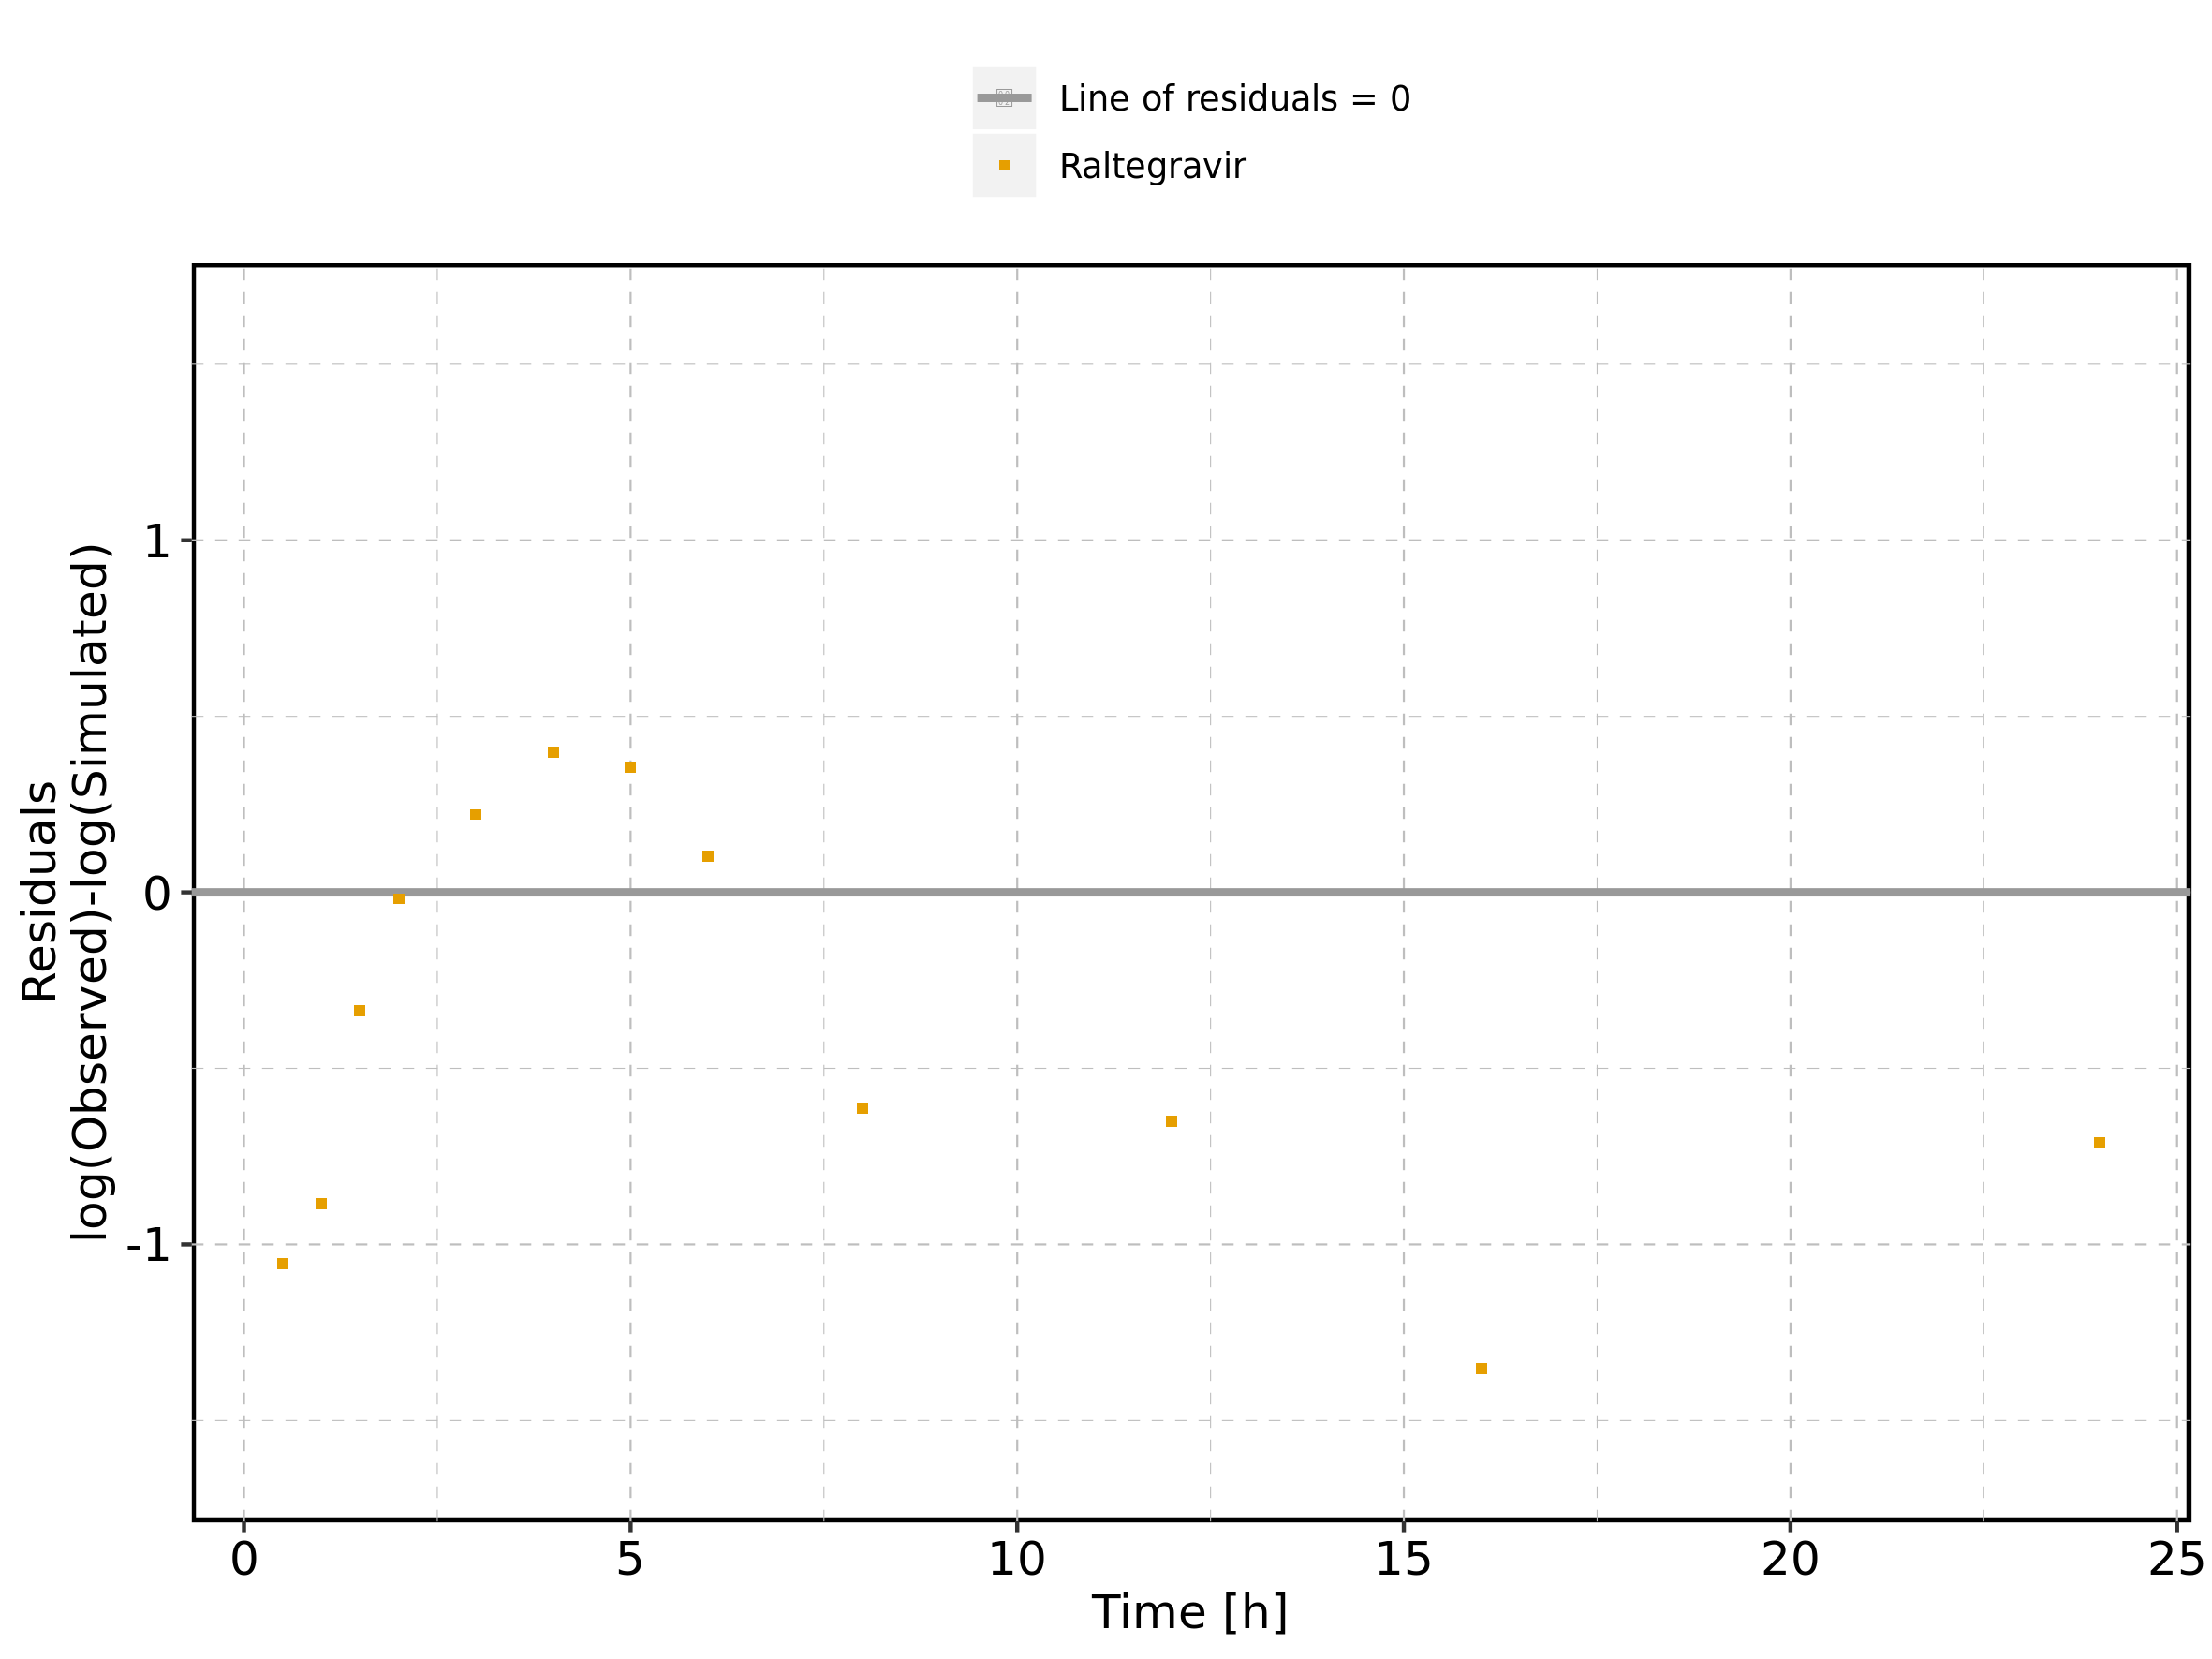 Line of residuals = 0
Raltegravir
Residuals
log(Observed)-log(Simulated)
1
0
-1
0
5
10
15
20
25
Time [h]